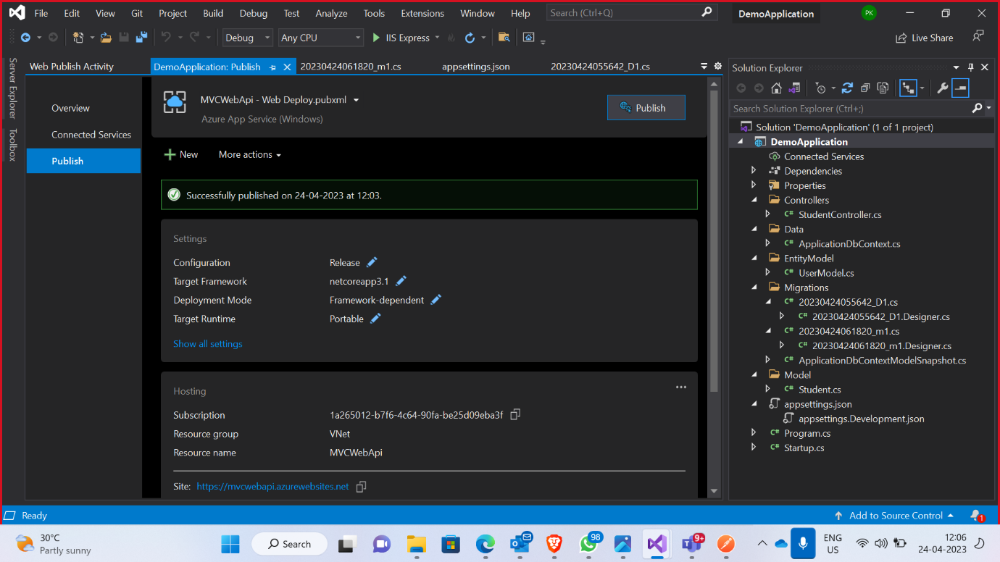 File Edit View Git Project Build Debug Test Analyze Tools Extensions Window Help Search (Ctrl+Q) DemoApplication PK
Debug Any CPU IIS Express Live Share
Server Explorer
Toolbox
Web Publish Activity DemoApplication: Publish 20230424061820_m1.cs appsettings.json 20230424055642_D1.cs
Overview
Connected Services
Publish
MVCWebApi - Web Deploy.pubxml
Azure App Service (Windows)
Publish
New More actions
Successfully published on 24-04-2023 at 12:03.
Settings
Configuration Release
Target Framework netcoreapp3.1
Deployment Mode Framework-dependent
Target Runtime Portable
Show all settings
Hosting
Subscription 1a265012-b7f6-4c64-90fa-be25d09eba3f
Resource group VNet
Resource name MVCWebApi
Site: https://mvcwebapi.azurewebsites.net
Solution Explorer
Search Solution Explorer (Ctrl+;)
Solution 'DemoApplication' (1 of 1 project)
DemoApplication
Connected Services
Dependencies
Properties
Controllers
C# StudentController.cs
Data
C# ApplicationDbContext.cs
EntityModel
C# UserModel.cs
Migrations
C# 20230424055642_D1.cs
C# 20230424055642_D1.Designer.cs
C# 20230424061820_m1.cs
C# 20230424061820_m1.Designer.cs
C# ApplicationDbContextModelSnapshot.cs
Model
C# Student.cs
appsettings.json
appsettings.Development.json
C# Program.cs
C# Startup.cs
Ready Add to Source Control 1
30°C
Partly sunny
Search
98
9+
ENG
US
12:06
24-04-2023